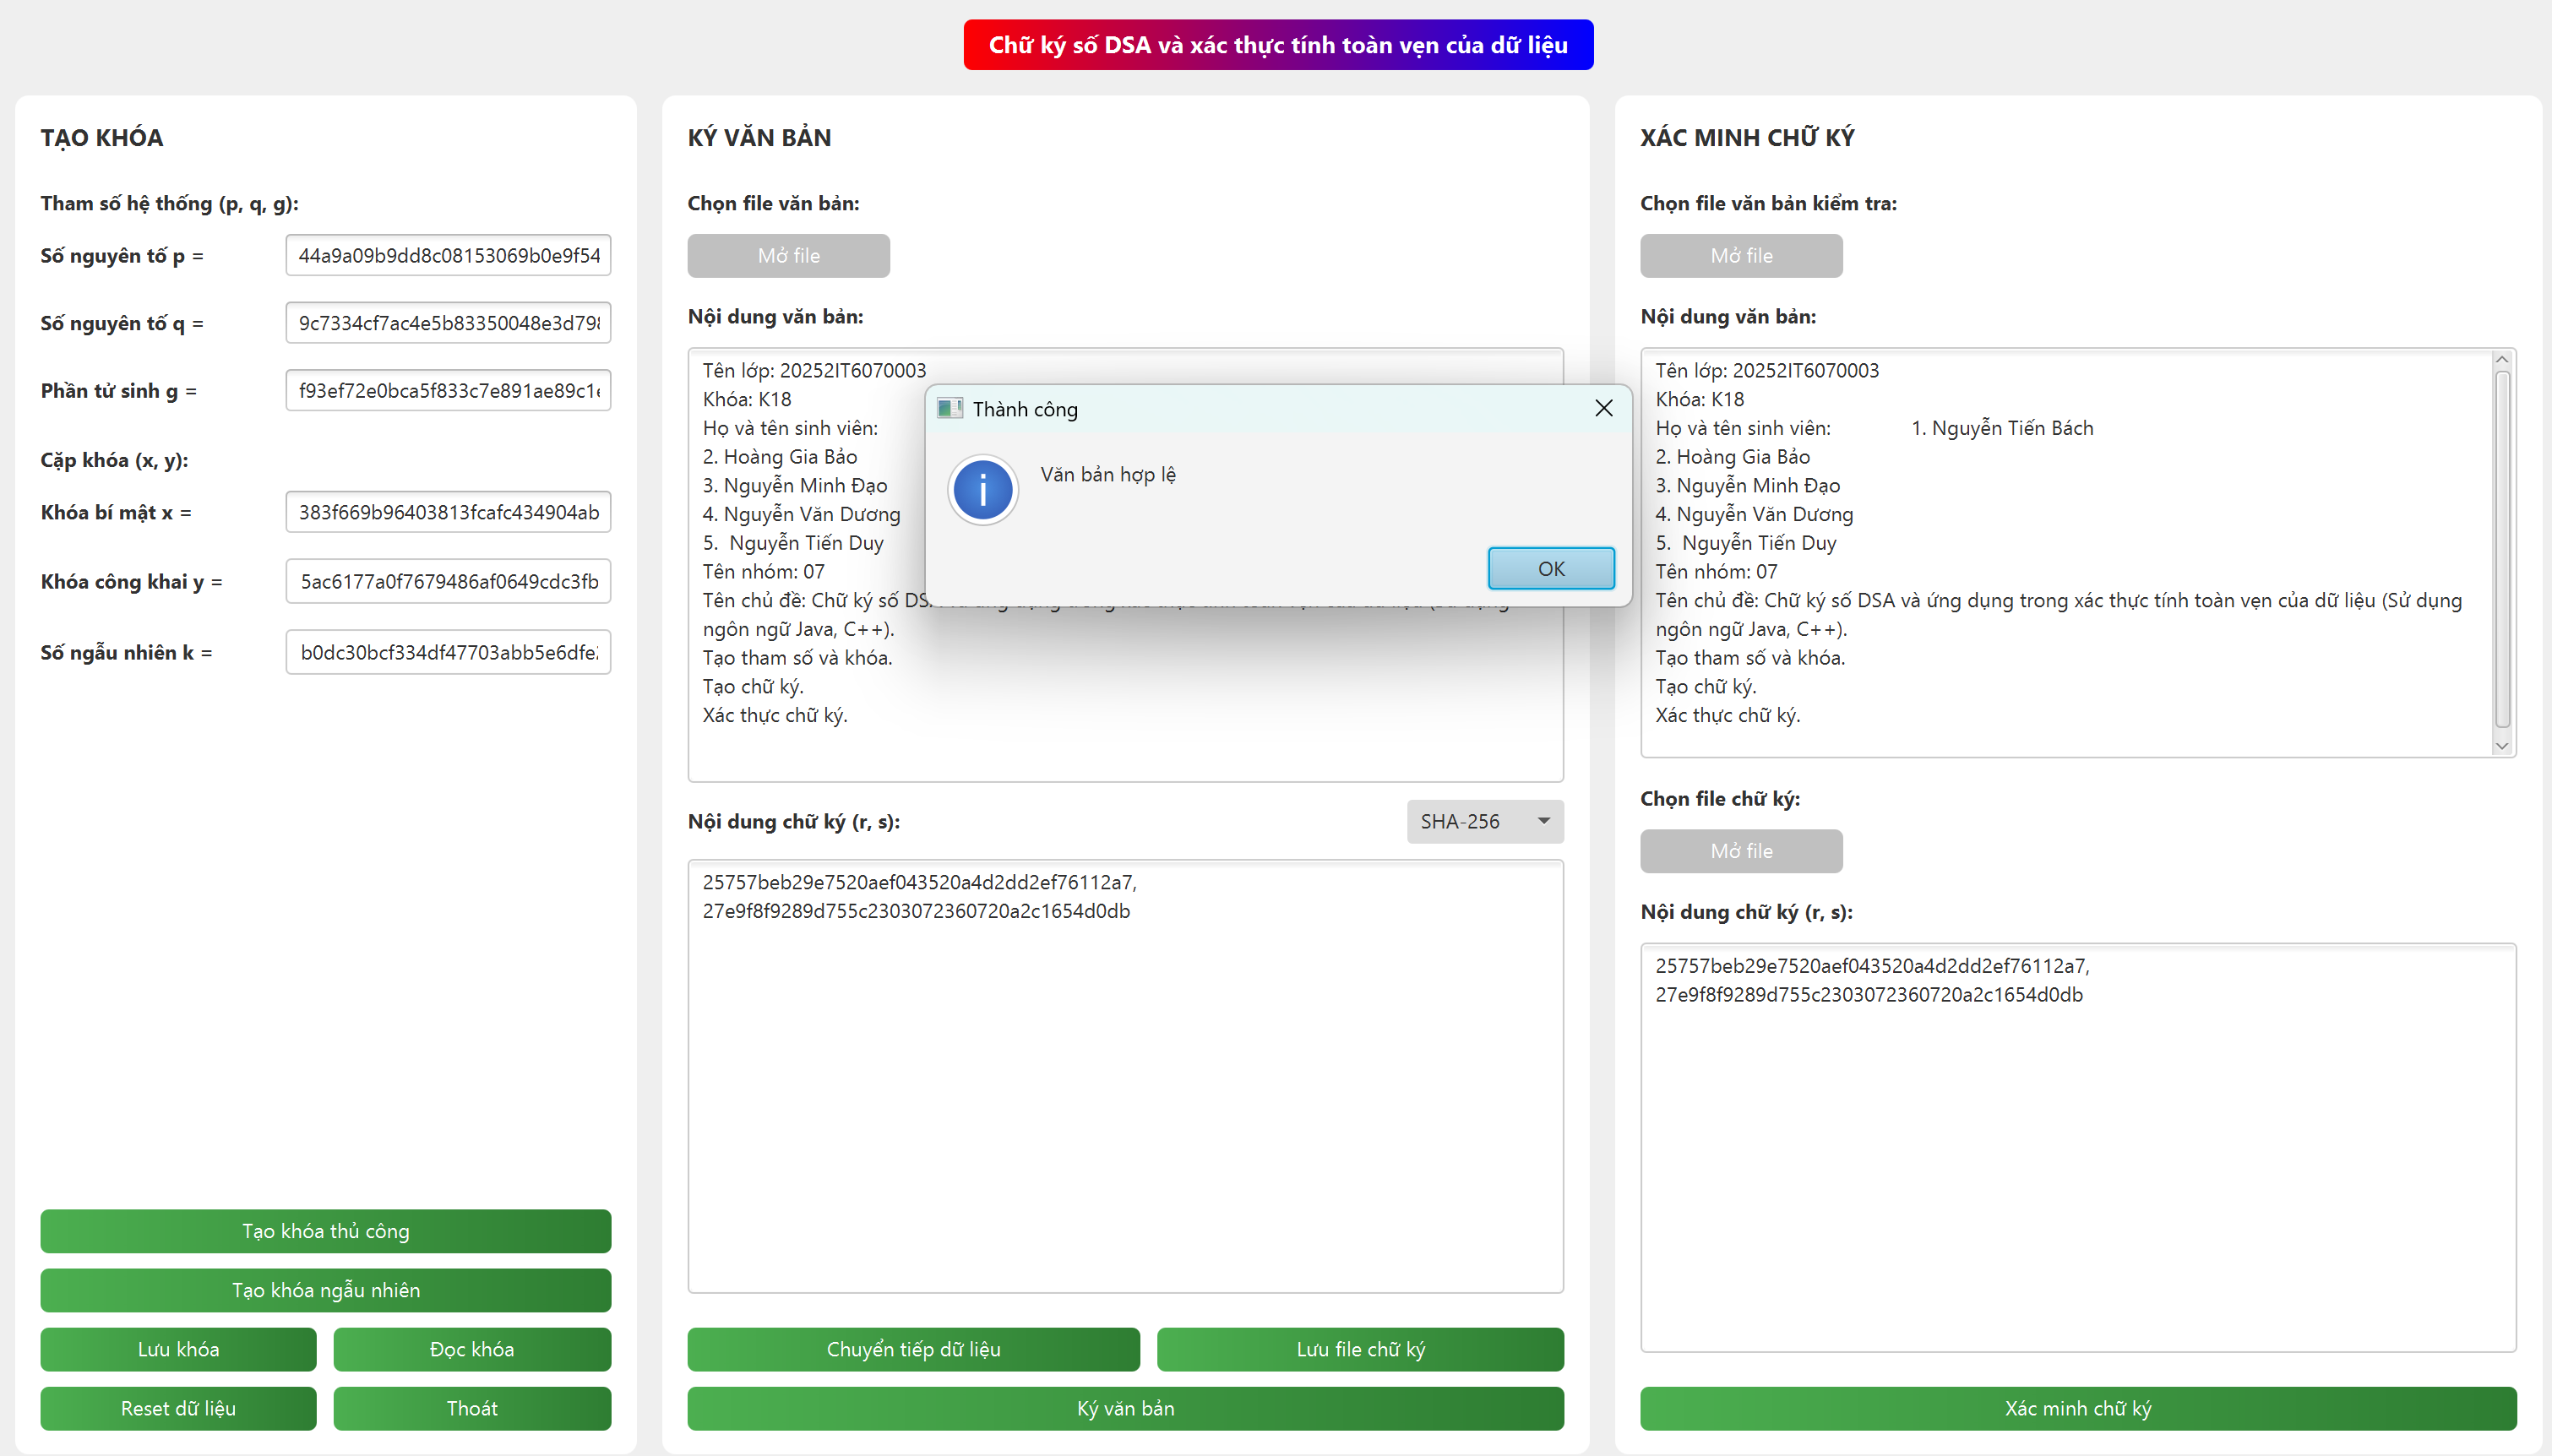 Chữ ký số DSA và xác thực tính toàn vẹn của dữ liệu
TẠO KHÓA
Tham số hệ thống (p, q, g):
Số nguyên tố p =
44a9a09b9dd8c08153069b0e9f54
Số nguyên tố q =
9c7334cf7ac4e5b83350048e3d798
Phần tử sinh g =
f93ef72e0bca5f833c7e891ae89c1e
Cặp khóa (x, y):
Khóa bí mật x =
383f669b96403813fcafc434904ab
Khóa công khai y =
5ac6177a0f7679486af0649cdc3fb
Số ngẫu nhiên k =
b0dc30bcf334df47703abb5e6dfe
Tạo khóa thủ công
Tạo khóa ngẫu nhiên
Lưu khóa
Đọc khóa
Reset dữ liệu
Thoát
KÝ VĂN BẢN
Chọn file văn bản:
Mở file
Nội dung văn bản:
Tên lớp: 20252IT6070003
Khóa: K18
Họ và tên sinh viên:
2. Hoàng Gia Bảo
3. Nguyễn Minh Đạo
4. Nguyễn Văn Dương
5.  Nguyễn Tiến Duy
Tên nhóm: 07
Tên chủ đề: Chữ ký số
ngôn ngữ Java, C++).
Tạo tham số và khóa.
Tạo chữ ký.
Xác thực chữ ký.
Thành công
Văn bản hợp lệ
OK
Nội dung chữ ký (r, s):
SHA-256
25757beb29e7520aef043520a4d2dd2ef76112a7,
27e9f8f9289d755c2303072360720a2c1654d0db
Chuyển tiếp dữ liệu
Lưu file chữ ký
Ký văn bản
XÁC MINH CHỮ KÝ
Chọn file văn bản kiểm tra:
Mở file
Nội dung văn bản:
Tên lớp: 20252IT6070003
Khóa: K18
Họ và tên sinh viên: 1. Nguyễn Tiến Bách
2. Hoàng Gia Bảo
3. Nguyễn Minh Đạo
4. Nguyễn Văn Dương
5.  Nguyễn Tiến Duy
Tên nhóm: 07
Tên chủ đề: Chữ ký số DSA và ứng dụng trong xác thực tính toàn vẹn của dữ liệu (Sử dụng
ngôn ngữ Java, C++).
Tạo tham số và khóa.
Tạo chữ ký.
Xác thực chữ ký.
Chọn file chữ ký:
Mở file
Nội dung chữ ký (r, s):
25757beb29e7520aef043520a4d2dd2ef76112a7,
27e9f8f9289d755c2303072360720a2c1654d0db
Xác minh chữ ký